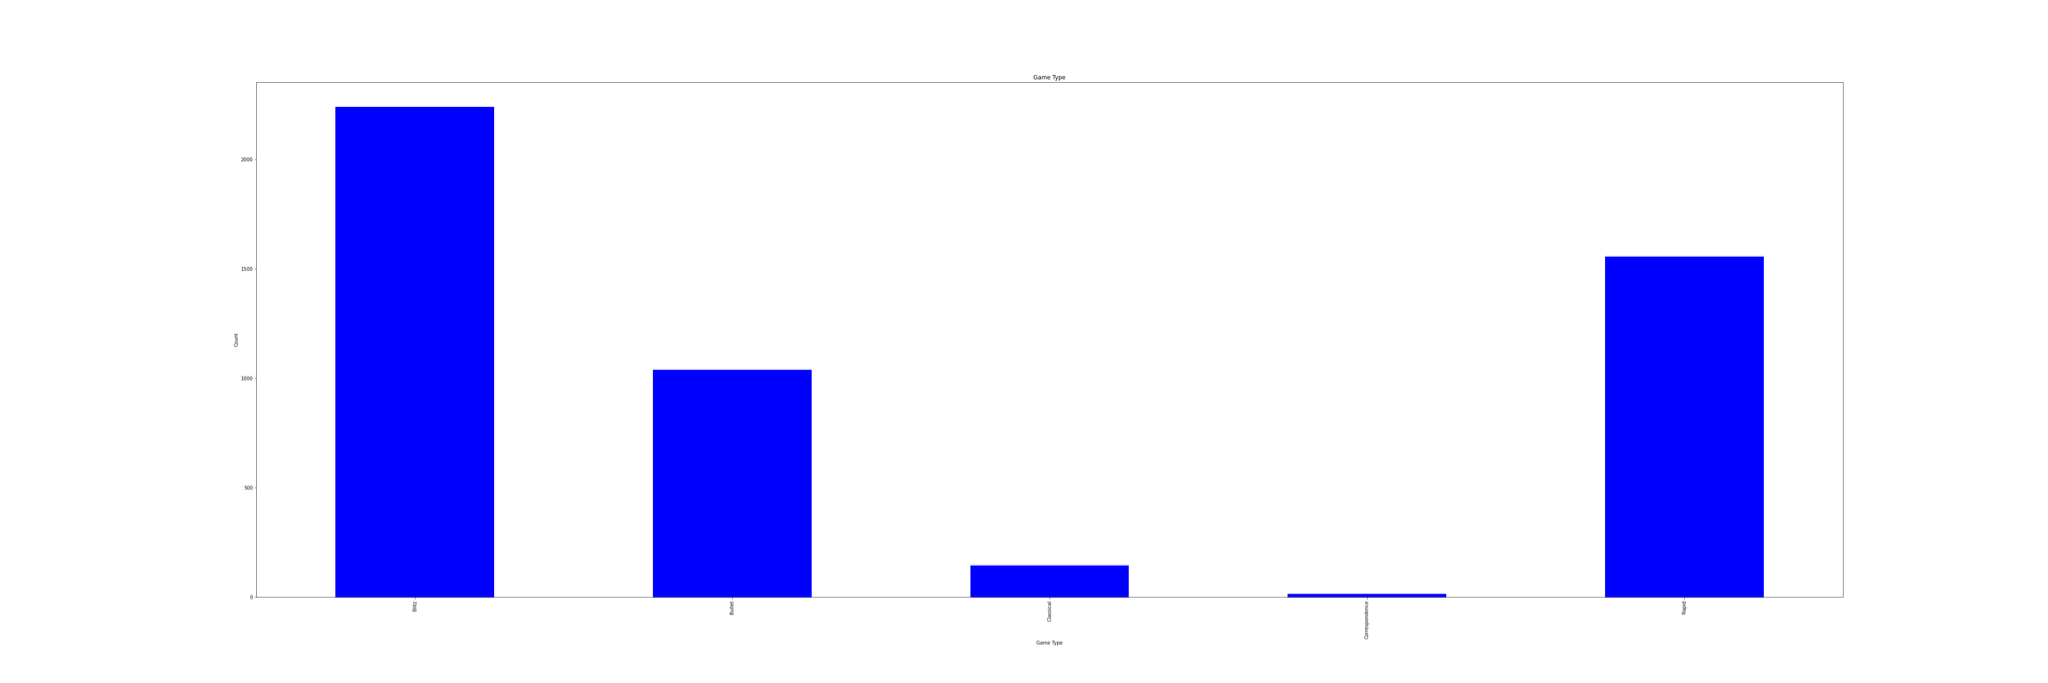 Game Type
2000
1500
1000
500
0
Count
Blitz
Bullet
Classical
Correspondence
Rapid
Game Type